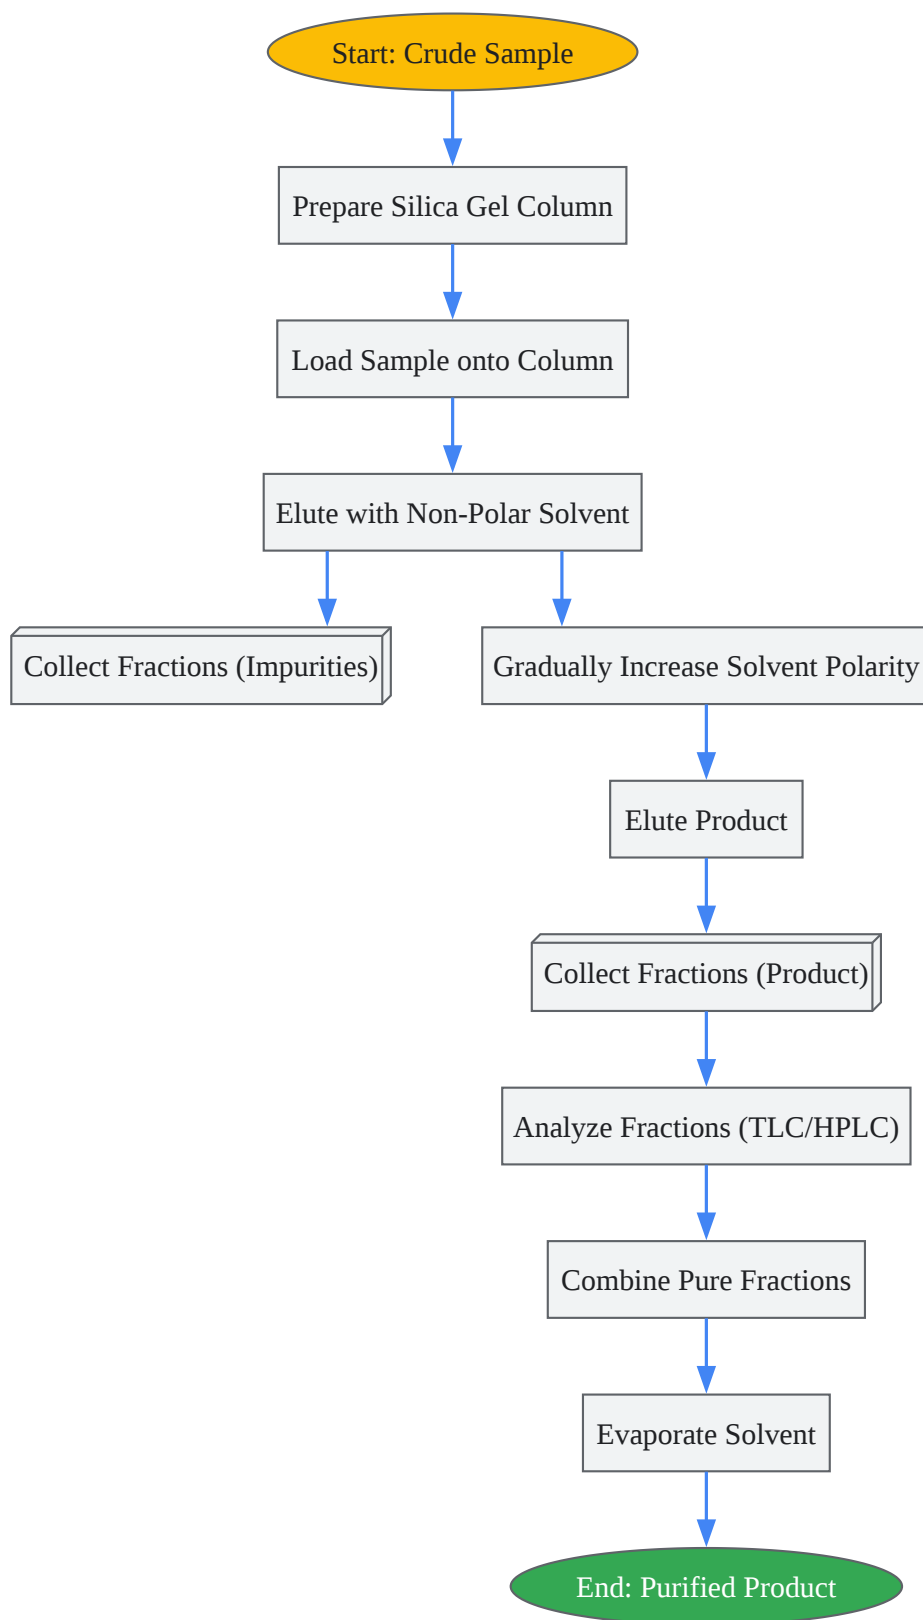 Start: Crude Sample
Prepare Silica Gel Column
Load Sample onto Column
Elute with Non-Polar Solvent
Collect Fractions (Impurities)
Gradually Increase Solvent Polarity
Elute Product
Collect Fractions (Product)
Analyze Fractions (TLC/HPLC)
Combine Pure Fractions
Evaporate Solvent
End: Purified Product